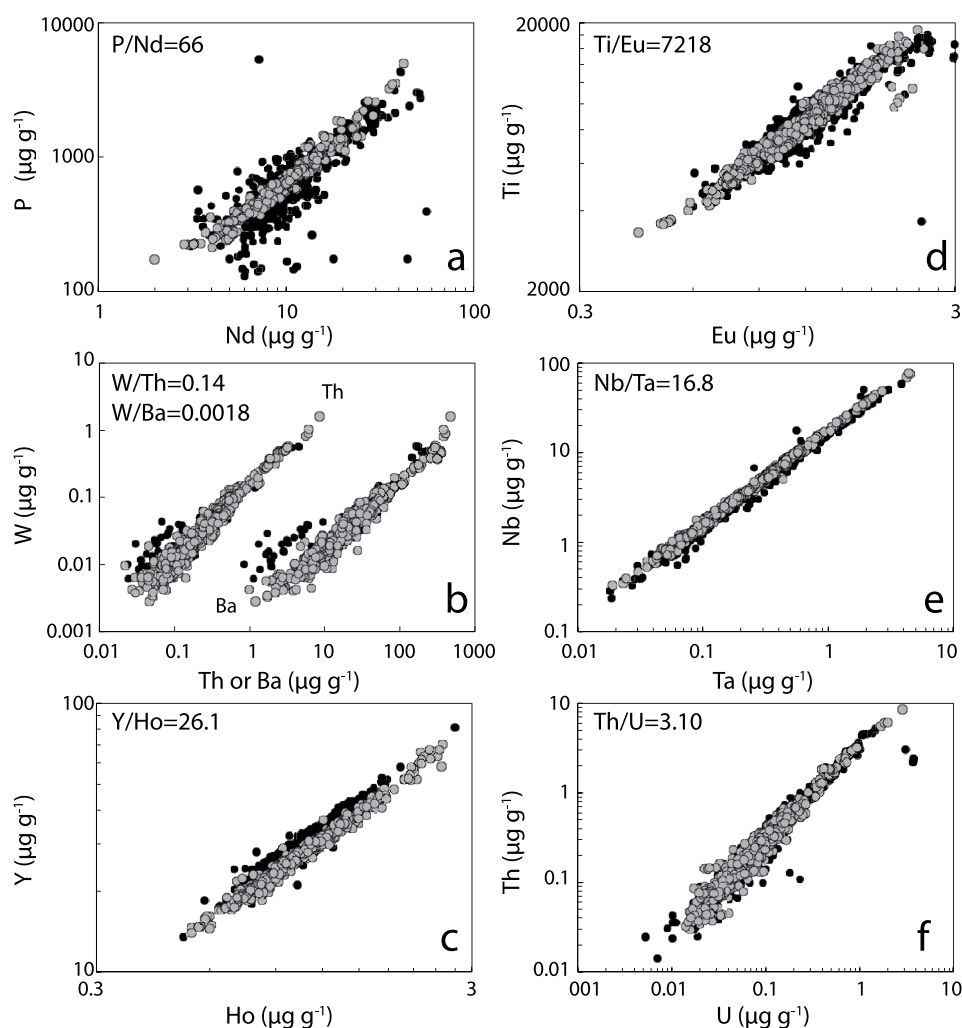 10000
P/Nd=66
1000
100
P (µg g⁻¹)
a
1
10
100
Nd (µg g⁻¹)
20000
Ti/Eu=7218
2000
Ti (µg g⁻¹)
d
0.3
3
Eu (µg g⁻¹)
10
W/Th=0.14
W/Ba=0.0018
Th
1
0.1
0.01
0.001
W (µg g⁻¹)
Ba
b
0.01
0.1
1
10
100
1000
Th or Ba (µg g⁻¹)
100
Nb/Ta=16.8
10
1
0.1
Nb (µg g⁻¹)
e
0.01
0.1
1
10
Ta (µg g⁻¹)
100
Y/Ho=26.1
10
Y (µg g⁻¹)
c
0.3
3
Ho (µg g⁻¹)
10
Th/U=3.10
1
0.1
0.01
Th (µg g⁻¹)
f
001
0.01
0.1
1
10
U (µg g⁻¹)